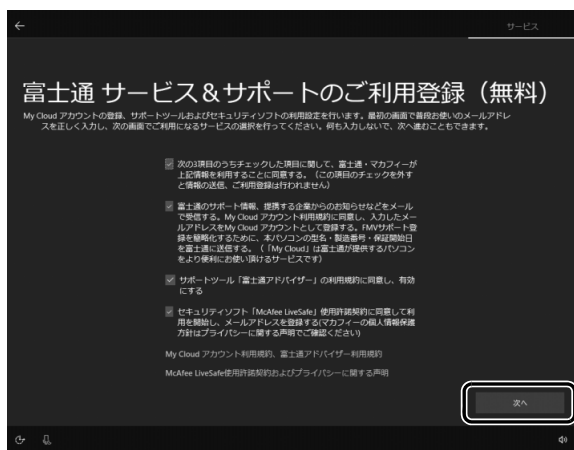 サービス
富士通 サービス＆サポートのご利用登録（無料）
My Cloud アカウントの登録、サポートツールおよびセキュリティソフトの利用設定を行います。最初の画面で普段お使いのメールアドレ
スを正しく入力し、次の画面でご利用になるサービスの選択を行ってください。何も入力しないで、次へ進むこともできます。
次の3項目のうちチェックした項目に関して、富士通・マカフィーが
上記情報を利用することに同意する。（この項目のチェックを外す
と情報の送信、ご利用登録は行われません）
富士通のサポート情報、提携する企業からのお知らせなどをメール
で受信する。My Cloud アカウント利用規約に同意し、入力したメー
ルアドレスをMy Cloud アカウントとして登録する。FMVサポート登
録を簡略化するために、本パソコンの型名・製造番号・保証開始日
を富士通に送信する。（「My Cloud」は富士通が提供するパソコン
をより便利にお使い頂けるサービスです）
サポートツール「富士通アドバイザー」の利用規約に同意し、有効
にする
セキュリティソフト「McAfee LiveSafe」使用許諾契約に同意して利
用を開始し、メールアドレスを登録する(マカフィーの個人情報保護
方針はプライバシーに関する声明でご確認ください)
My Cloud アカウント利用規約、富士通アドバイザー利用規約
McAfee LiveSafe使用許諾契約およびプライバシーに関する声明
次へ